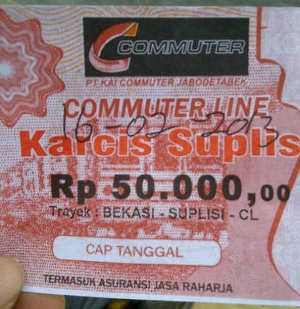 COMMUTER
PT. KAI COMMUTER JABODETABEK
COMMUTER LINE
16-02-2013
Karcis Suplis
Rp 50.000,00
Trayek : BEKASI - SUPLISI - CL
CAP TANGGAL
TERMASUK ASURANSI JASA RAHARJA